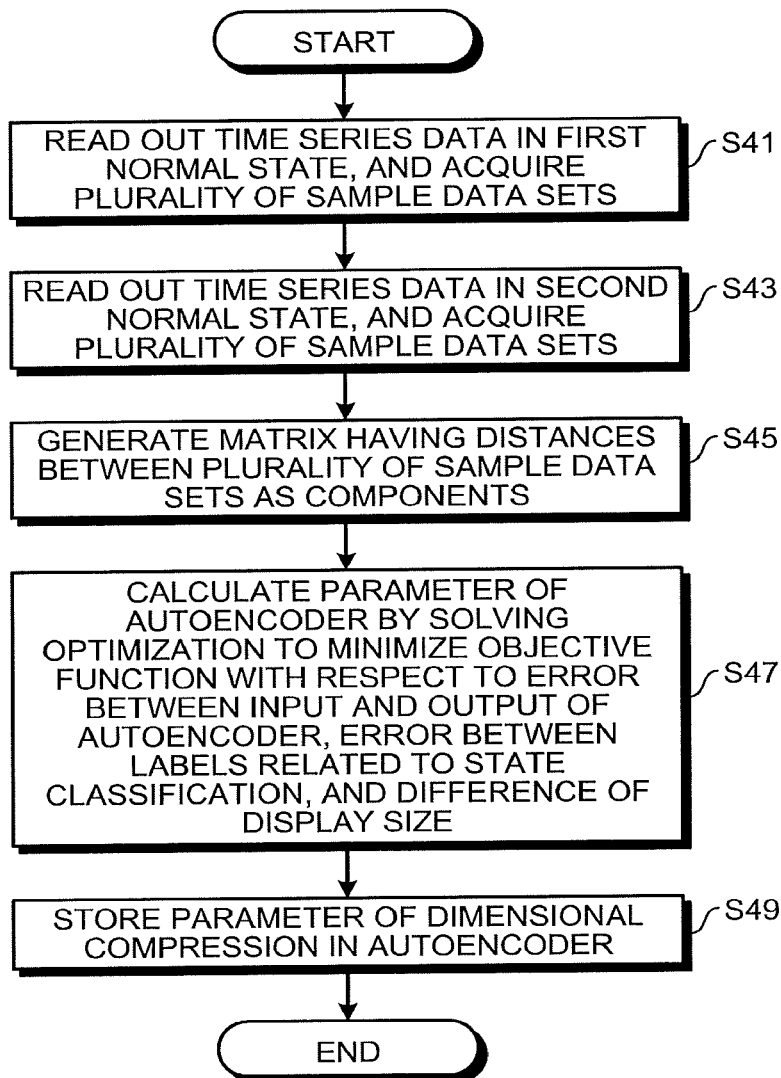 START
READ OUT TIME SERIES DATA IN FIRST
NORMAL STATE, AND ACQUIRE
PLURALITY OF SAMPLE DATA SETS
S41
READ OUT TIME SERIES DATA IN SECOND
NORMAL STATE, AND ACQUIRE
PLURALITY OF SAMPLE DATA SETS
S43
GENERATE MATRIX HAVING DISTANCES
BETWEEN PLURALITY OF SAMPLE DATA
SETS AS COMPONENTS
S45
CALCULATE PARAMETER OF
AUTOENCODER BY SOLVING
OPTIMIZATION TO MINIMIZE OBJECTIVE
FUNCTION WITH RESPECT TO ERROR
BETWEEN INPUT AND OUTPUT OF
AUTOENCODER, ERROR BETWEEN
LABELS RELATED TO STATE
CLASSIFICATION, AND DIFFERENCE OF
DISPLAY SIZE
S47
STORE PARAMETER OF DIMENSIONAL
COMPRESSION IN AUTOENCODER
S49
END